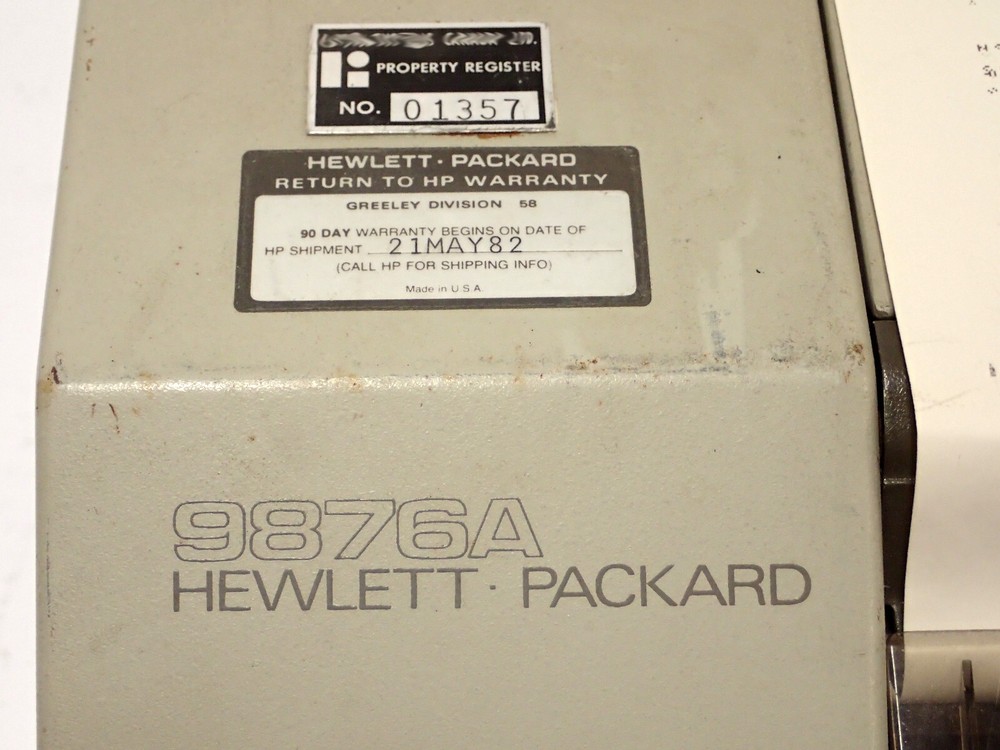 PROPERTY REGISTER
NO. 01357
HEWLETT·PACKARD
RETURN TO HP WARRANTY
GREELEY DIVISION 58
90 DAY WARRANTY BEGINS ON DATE OF
HP SHIPMENT 21MAY82
(CALL HP FOR SHIPPING INFO)
Made in U.S.A.
9876A
HEWLETT·PACKARD